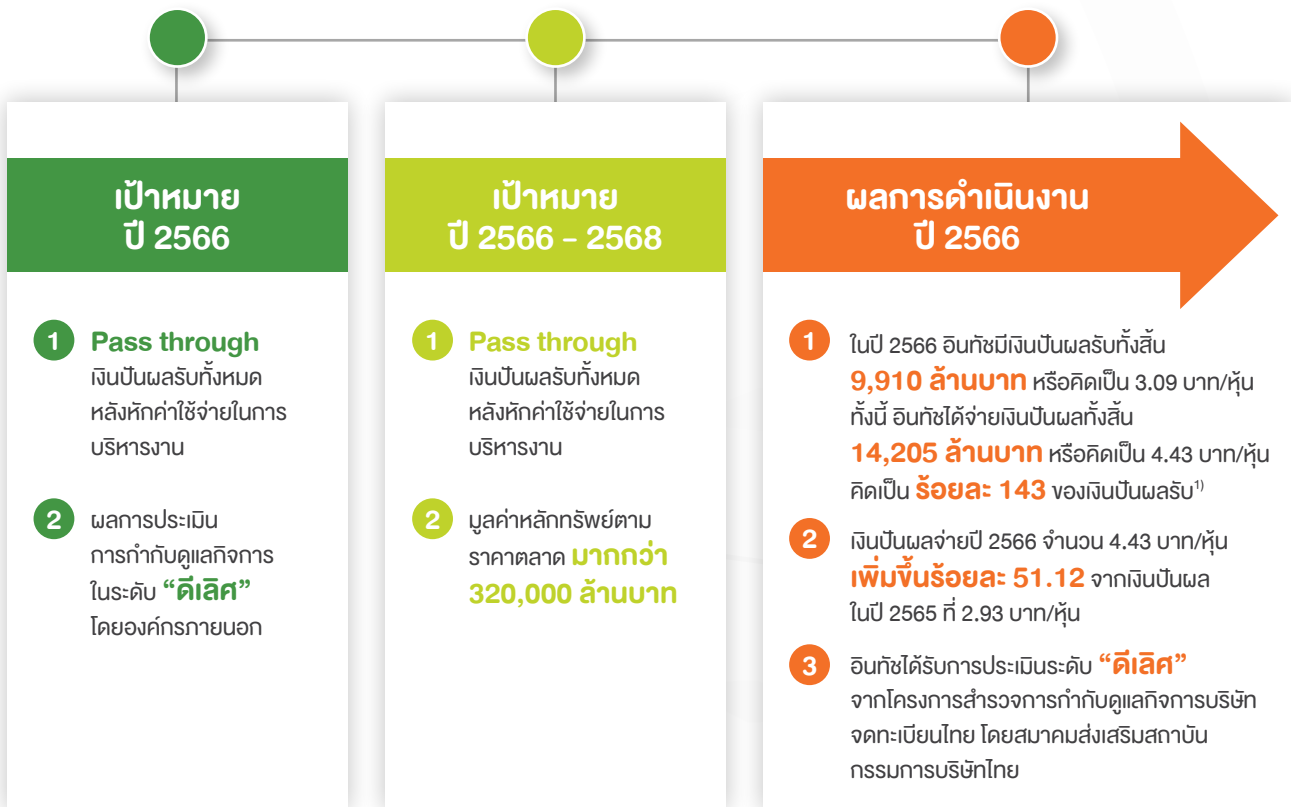 เป้าหมาย
ปี 2566
1 Pass through
เงินปันผลรับทั้งหมด
หลังหักค่าใช้จ่ายในการ
บริหารงาน
2 ผลการประเมิน
การกำกับดูแลกิจการ
ในระดับ “ดีเลิศ”
โดยองค์กรภายนอก
เป้าหมาย
ปี 2566 - 2568
1 Pass through
เงินปันผลรับทั้งหมด
หลังหักค่าใช้จ่ายในการ
บริหารงาน
2 มูลค่าหลักทรัพย์ตาม
ราคาตลาด มากกว่า
320,000 ล้านบาท
ผลการดำเนินงาน
ปี 2566
1 ในปี 2566 อินทัชมีเงินปันผลรับทั้งสิ้น
9,910 ล้านบาท หรือคิดเป็น 3.09 บาท/หุ้น
ทั้งนี้ อินทัชได้จ่ายเงินปันผลทั้งสิ้น
14,205 ล้านบาท หรือคิดเป็น 4.43 บาท/หุ้น
คิดเป็น ร้อยละ 143 ของเงินปันผลรับ1)
2 เงินปันผลจ่ายปี 2566 จำนวน 4.43 บาท/หุ้น
เพิ่มขึ้นร้อยละ 51.12 จากเงินปันผล
ในปี 2565 ที่ 2.93 บาท/หุ้น
3 อินทัชได้รับการประเมินระดับ “ดีเลิศ”
จากโครงการสำรวจการกำกับดูแลกิจการบริษัท
จดทะเบียนไทย โดยสมาคมส่งเสริมสถาบัน
กรรมการบริษัทไทย